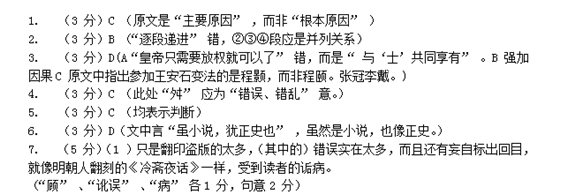 1. （3 分）C （原文是“主要原因” ，而非“根本原因” ）
2. （3 分）B （“逐段递进” 错，②③④段应是并列关系）
3. （3 分）D(A“皇帝只需要放权就可以了” 错，而是“ 与‘士’共同享有” 。B 强加
因果C 原文中指出参加王安石变法的是程颢，而非程颐。张冠李戴。)
4. （3 分）C （此处“舛” 应为“错误、错乱” 意。）
5. （3 分）C （均表示判断）
6. （3 分）D（文中言“虽小说，犹正史也” ，虽然是小说，也像正史。）
7. （5 分）（1 ）只是翻印盗版的太多，（其中的）错误实在太多，而且还有妄自标出回目，
就像明朝人翻刻的《冷斋夜话》一样，受到读者的诟病。
（“顾” 、“讹误” 、“病” 各 1 分，句意 2 分）